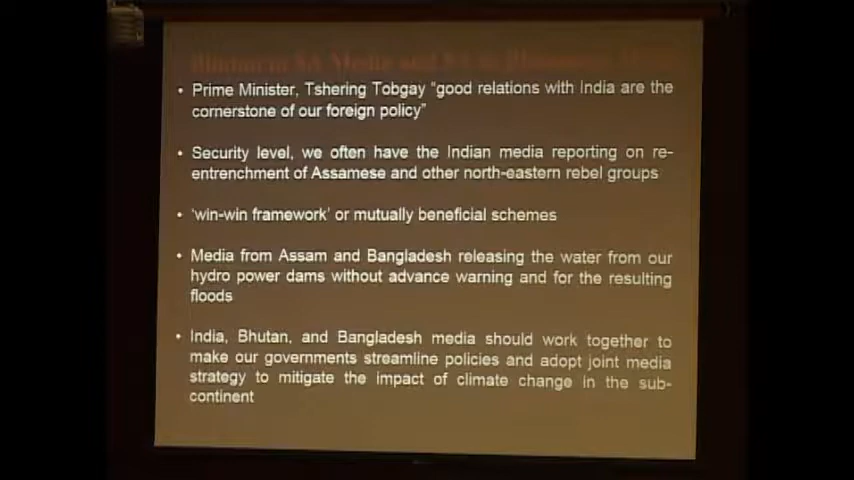 • Prime Minister, Tshering Tobgay "good relations with India are the
cornerstone of our foreign policy"
• Security level, we often have the Indian media reporting on re-
entrenchment of Assamese and other north-eastern rebel groups
• 'win-win framework' or mutually beneficial schemes
• Media from Assam and Bangladesh releasing the water from our
hydro power dams without advance warning and for the resulting
floods
• India, Bhutan, and Bangladesh media should work together to
make our governments streamline policies and adopt joint media
strategy to mitigate the impact of climate change in the sub-
continent